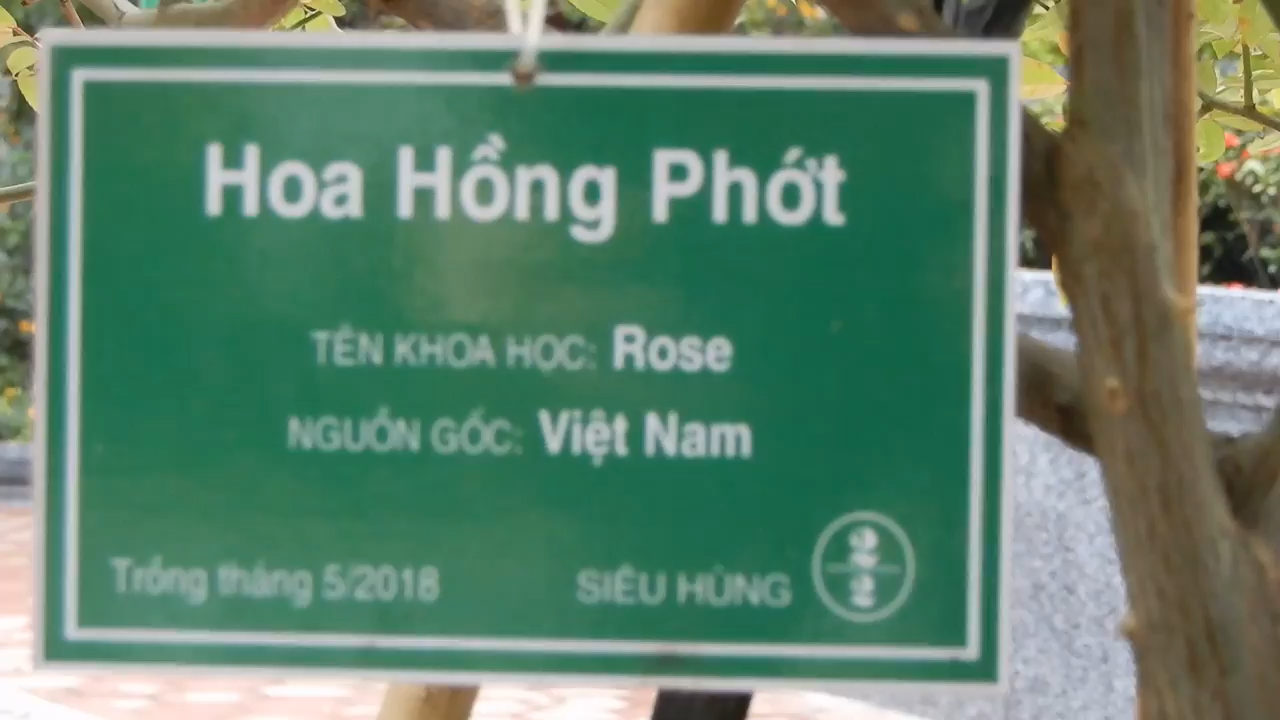 Hoa Hồng Phớt
TÊN KHOA HỌC: Rose
NGUỒN GỐC: Việt Nam
Trồng tháng 5/2018
SIÊU HÙNG